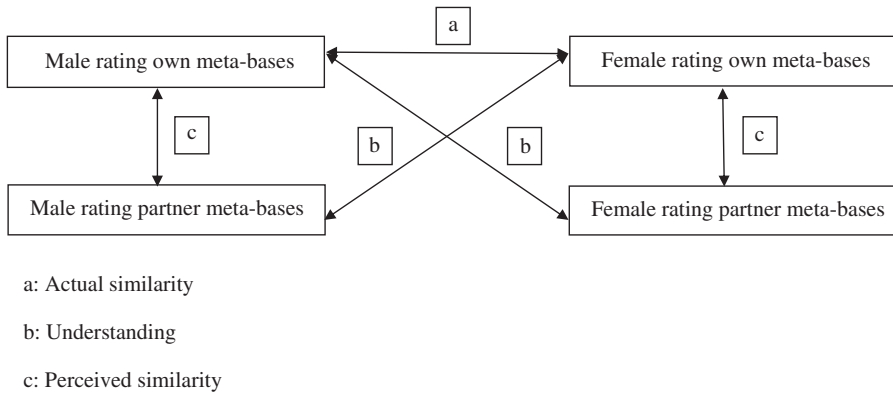 a
Male rating own meta-bases
Female rating own meta-bases
c
b
b
c
Male rating partner meta-bases
Female rating partner meta-bases
a: Actual similarity
b: Understanding
c: Perceived similarity